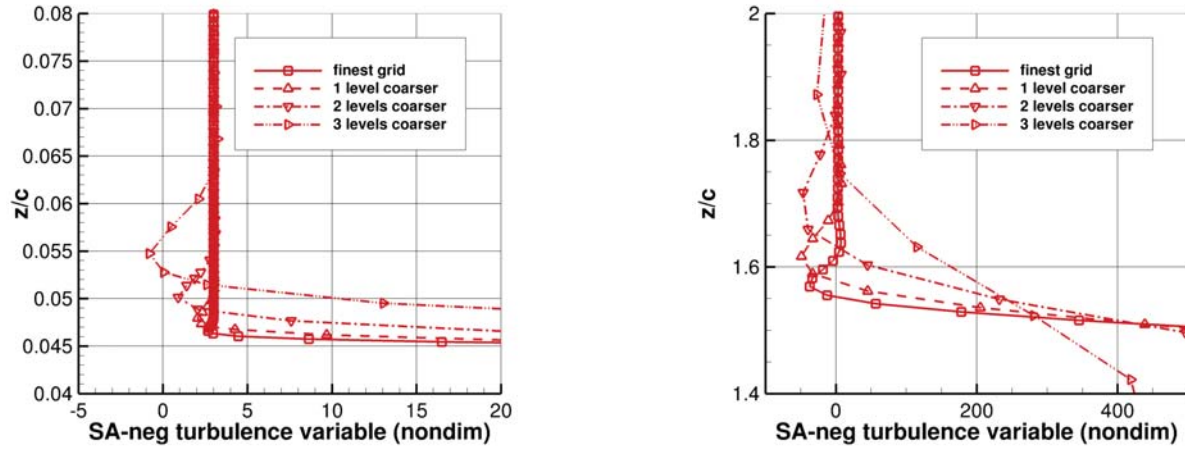 0.08
0.075
0.07
0.065
0.06
0.055
0.05
0.045
0.04
z/c
-5
0
5
10
15
20
SA-neg turbulence variable (nondim)
finest grid
1 level coarser
2 levels coarser
3 levels coarser
2
1.8
1.6
1.4
z/c
0
200
400
SA-neg turbulence variable (nondim)
finest grid
1 level coarser
2 levels coarser
3 levels coarser